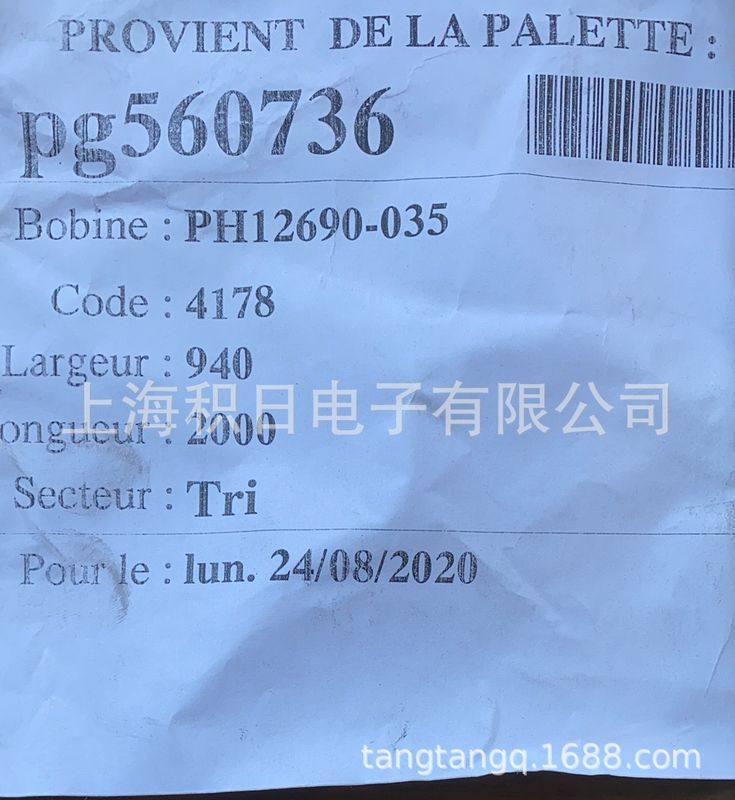 PROVIENT DE LA PALETTE :
pg560736
Bobine : PH12690-035
Code : 4178
Largeur : 940
上海积日电子有限公司
ongueur : 2000
Secteur : Tri
Pour le : lun. 24/08/2020
tangtangq.1688.com